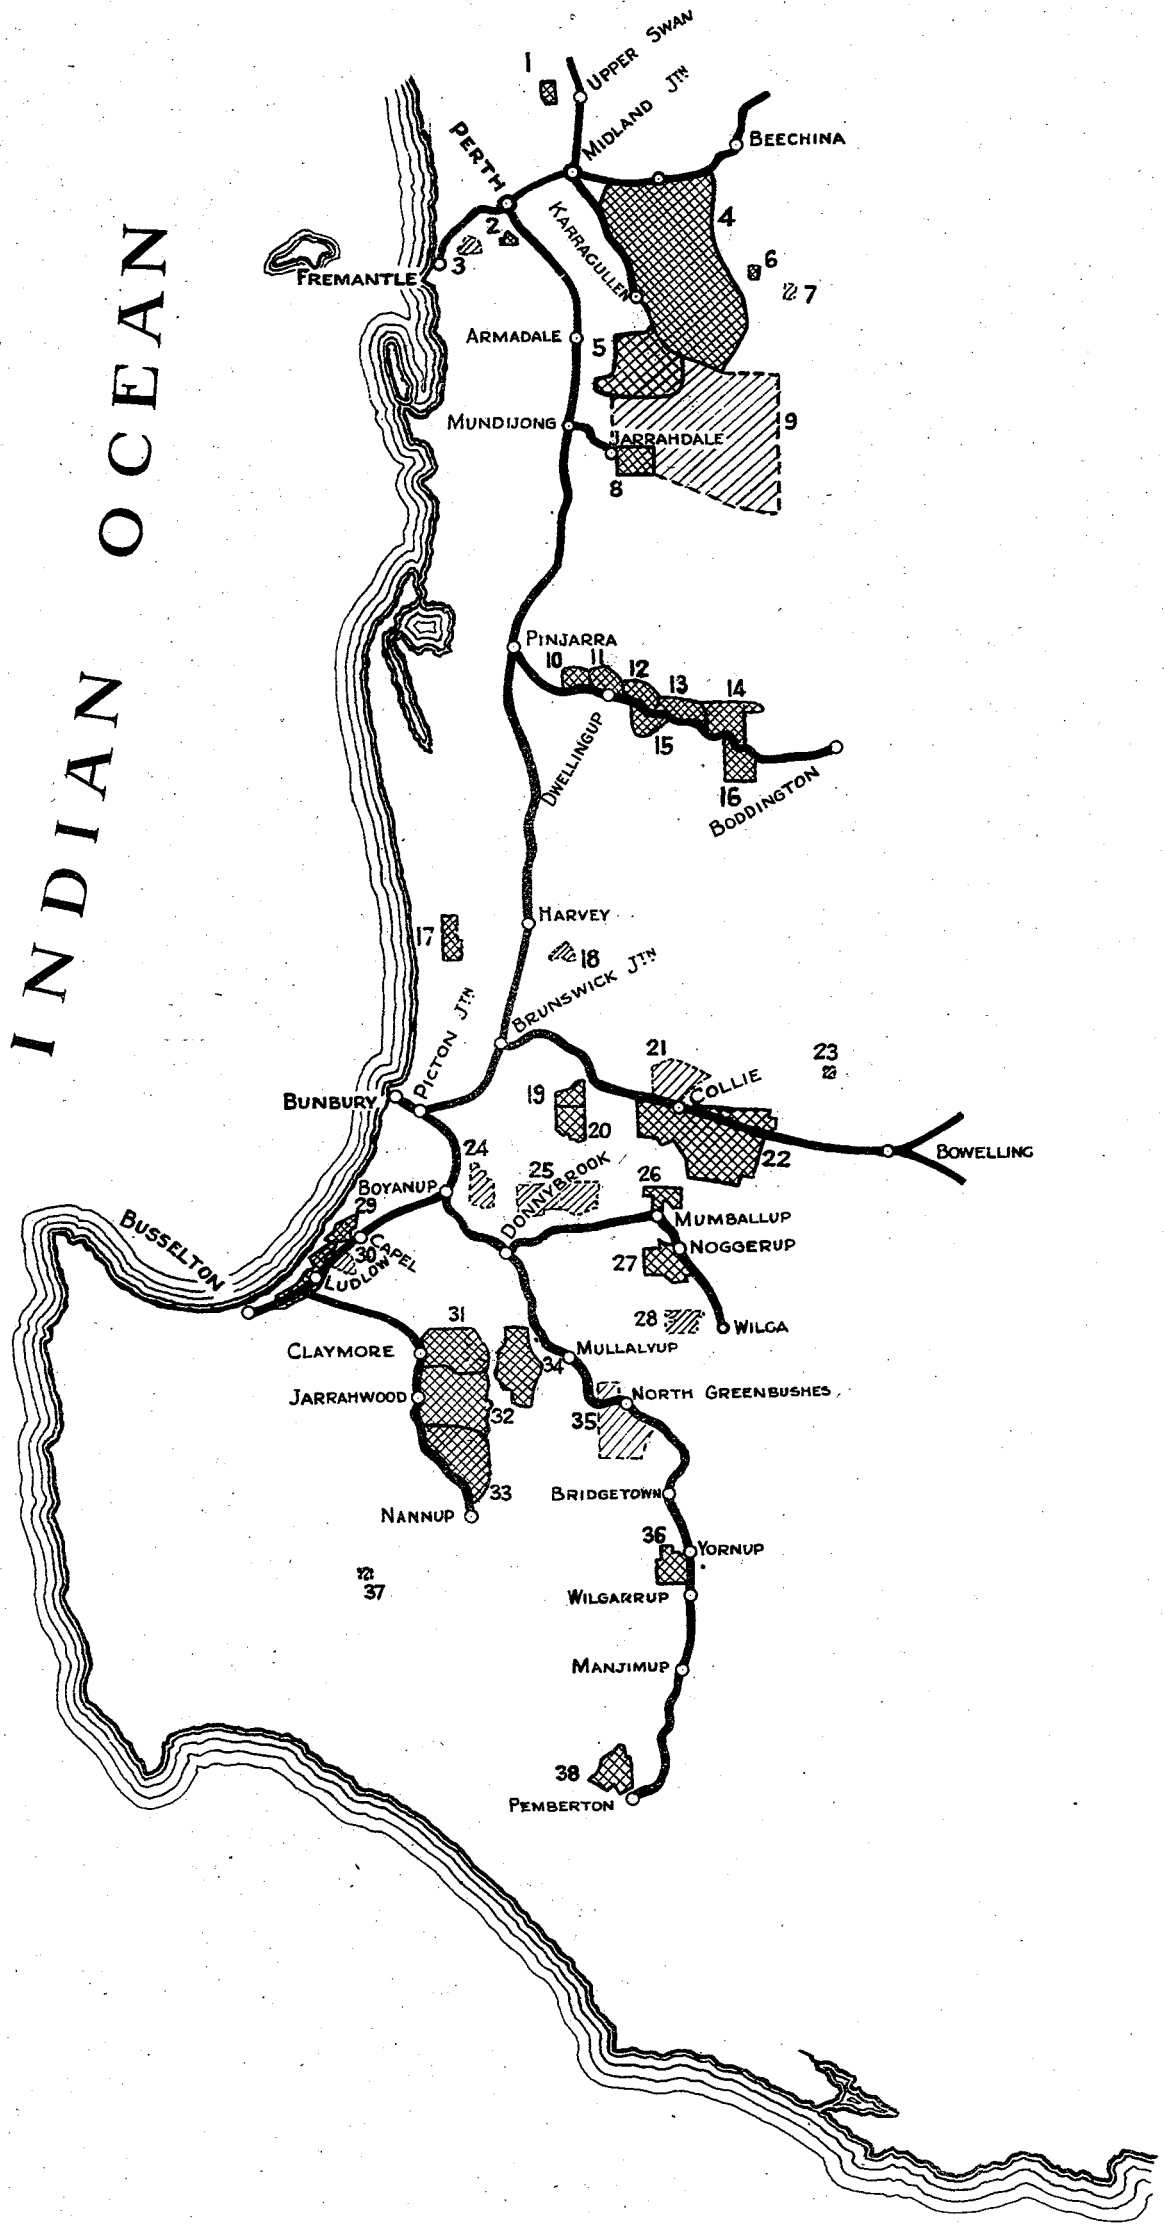 1
UPPER SWAN
MIDLAND JTN
BEECHINA
PERTH
KARRAGULLEN
4
2
3
6
7
FREMANTLE
ARMADALE
5
MUNDIJONG
JARRAHDALE
9
8
INDIAN OCEAN
PINJARRA
10
11
12
13
14
15
16
DWELLINGUP
BODDINGTON
HARVEY
17
18
BRUNSWICK JTN
PICTON JTN
BUNBURY
21
COLLIE
23
19
20
22
BOWELLING
24
25
26
BOYANUP
DONNYBROOK
MUMBALLUP
29
BUSSELTON
CAPEL
30
LUDLOW
NOGGERUP
27
28
WILGA
31
CLAYMORE
34
MULLALYUP
JARRAHWOOD
32
NORTH GREENBUSHES
35
33
NANNUP
BRIDGETOWN
36
YORNUP
37
WILGARRUP
MANJIMUP
38
PEMBERTON